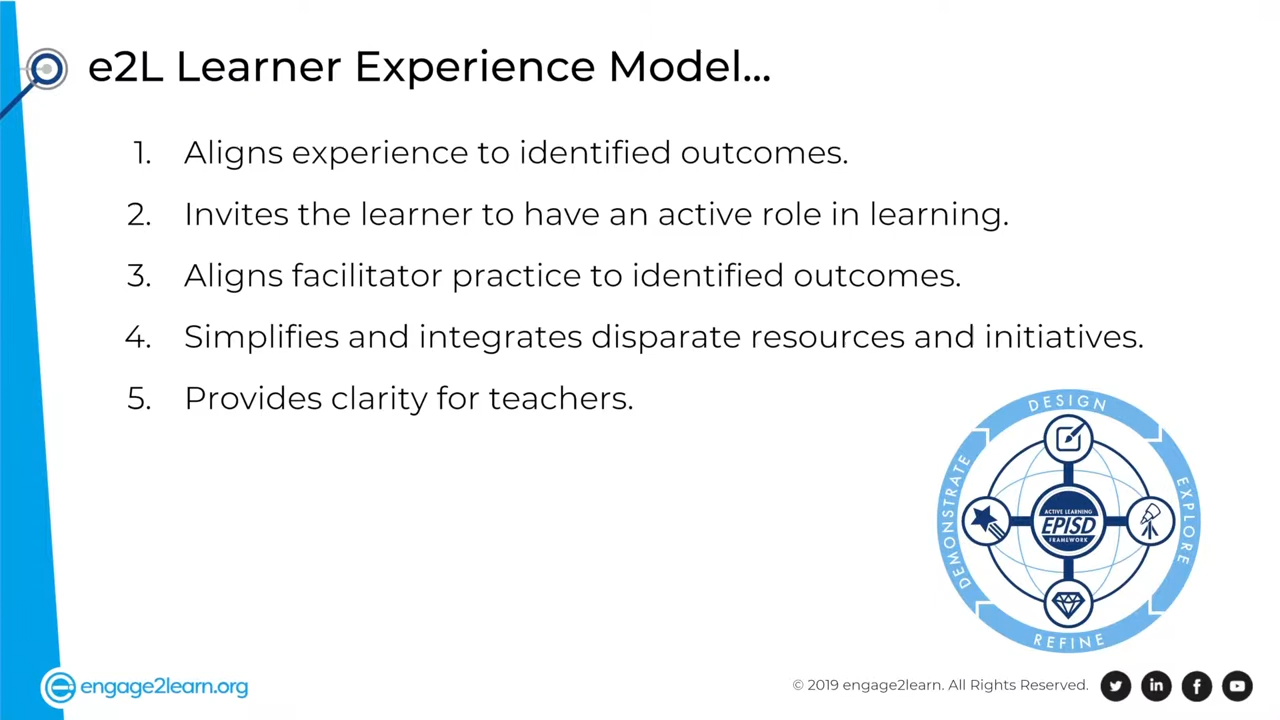 e2L Learner Experience Model...
1. Aligns experience to identified outcomes.
2. Invites the learner to have an active role in learning.
3. Aligns facilitator practice to identified outcomes.
4. Simplifies and integrates disparate resources and initiatives.
5. Provides clarity for teachers.
DESIGN
EXPLORE
REFINE
DEMONSTRATE
ACTIVE LEARNING
EPISD
FRAMEWORK
engage2learn.org
© 2019 engage2learn. All Rights Reserved.